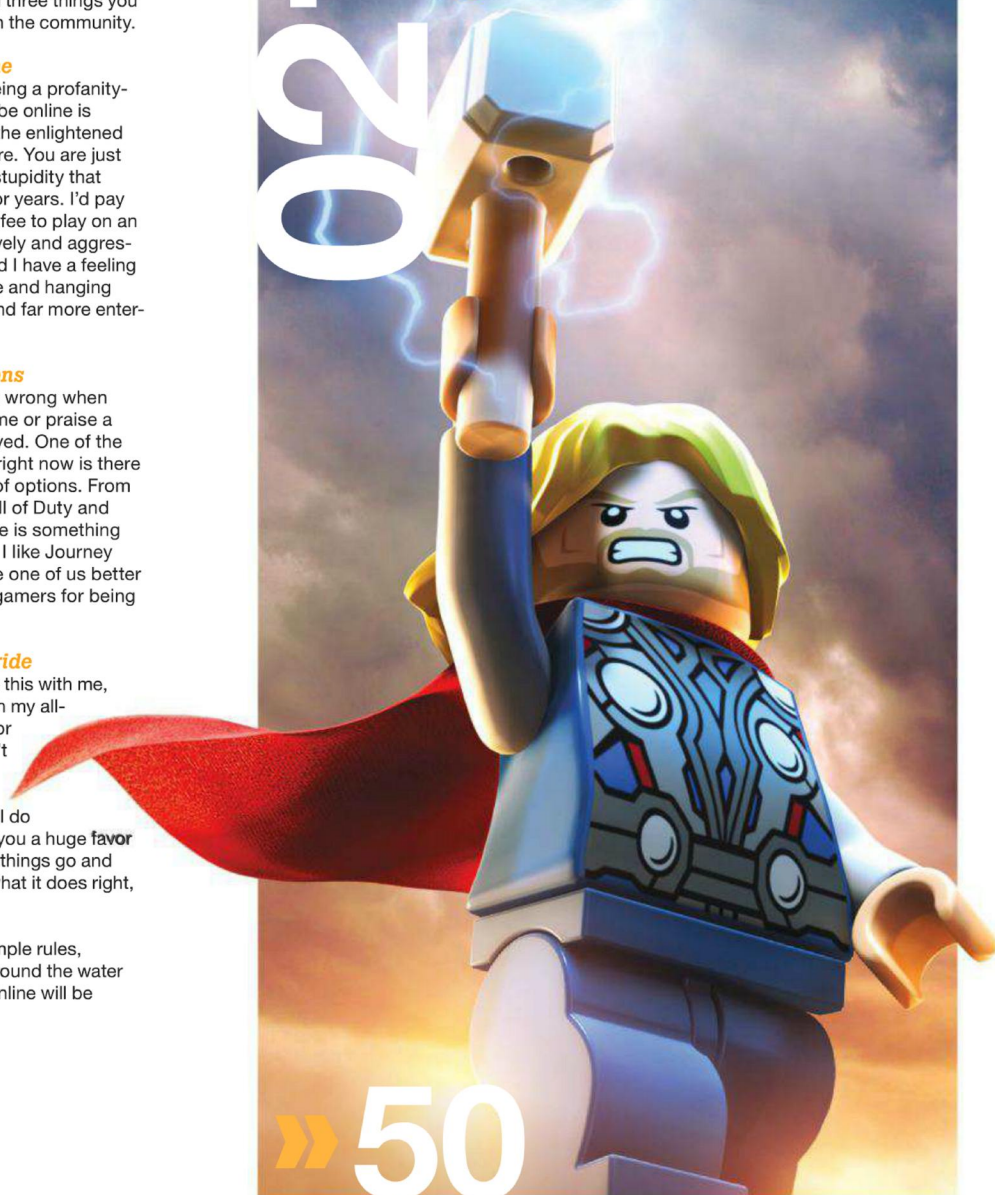 three things you
the community.
e
eing a profanity-
be online is
the enlightened
re. You are just
stupidity that
or years. I'd pay
fee to play on an
vely and aggres-
d I have a feeling
e and hanging
nd far more enter-
ns
wrong when
me or praise a
yed. One of the
right now is there
of options. From
ll of Duty and
e is something
I like Journey
e one of us better
gamers for being
ride
this with me,
n my all-
or
't
I do
you a huge favor
things go and
hat it does right,
mple rules,
ound the water
nline will be
02
»50